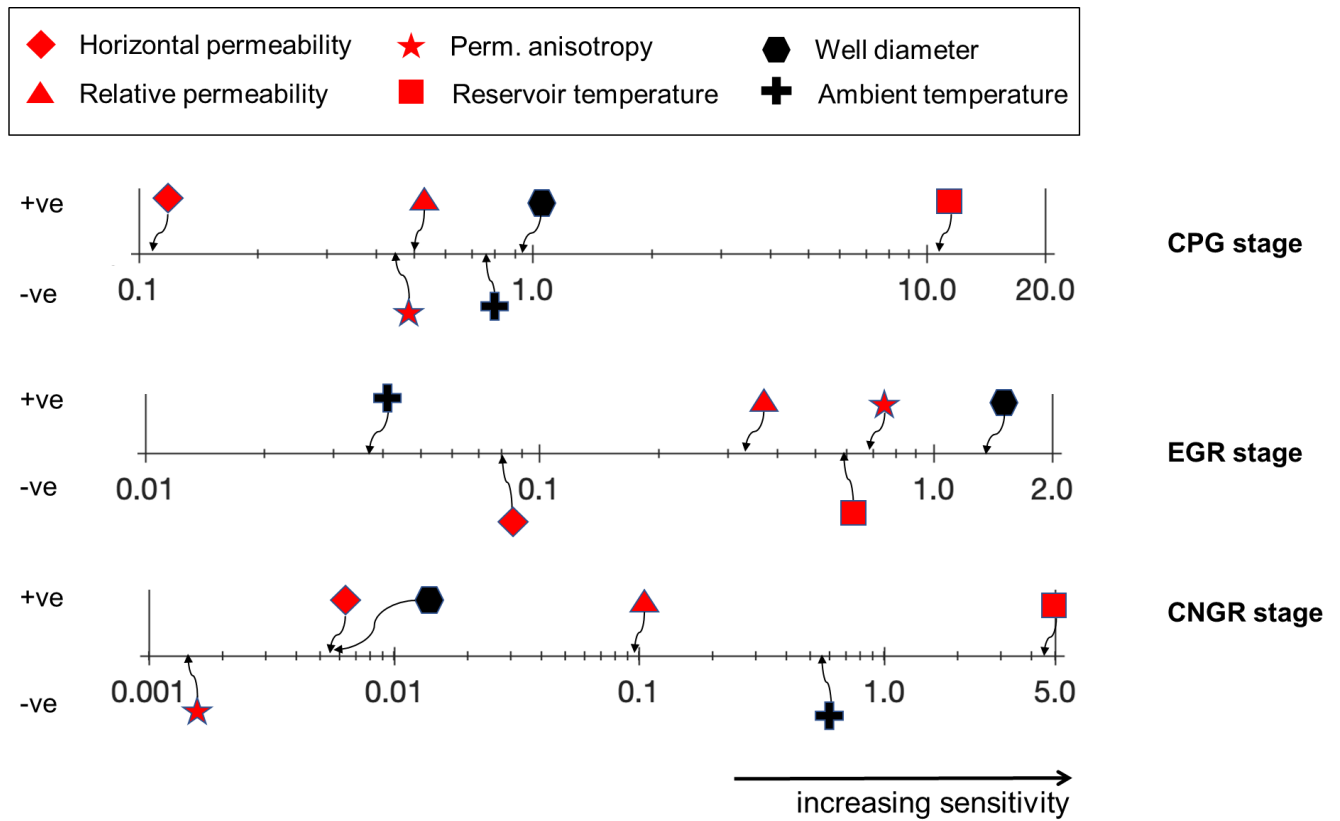 Horizontal permeability
Perm. anisotropy
Well diameter
Relative permeability
Reservoir temperature
Ambient temperature
+ve
CPG stage
-ve
0.1
1.0
10.0
20.0
+ve
EGR stage
-ve
0.01
0.1
1.0
2.0
+ve
CNGR stage
-ve
0.001
0.01
0.1
1.0
5.0
increasing sensitivity